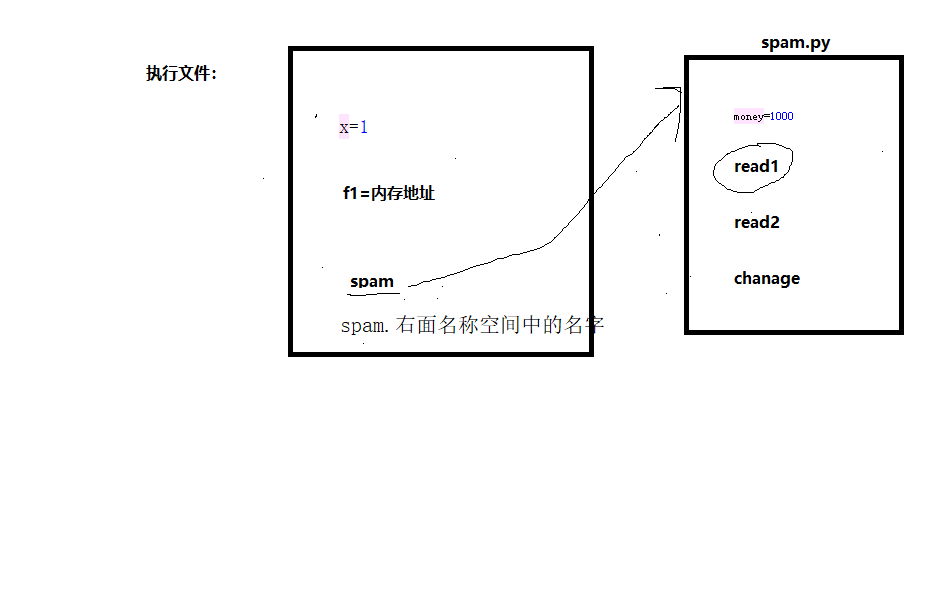 执行文件：
x=1
f1=内存地址
spam
spam.右面名称空间中的名字
spam.py
money=1000
read1
read2
chanage